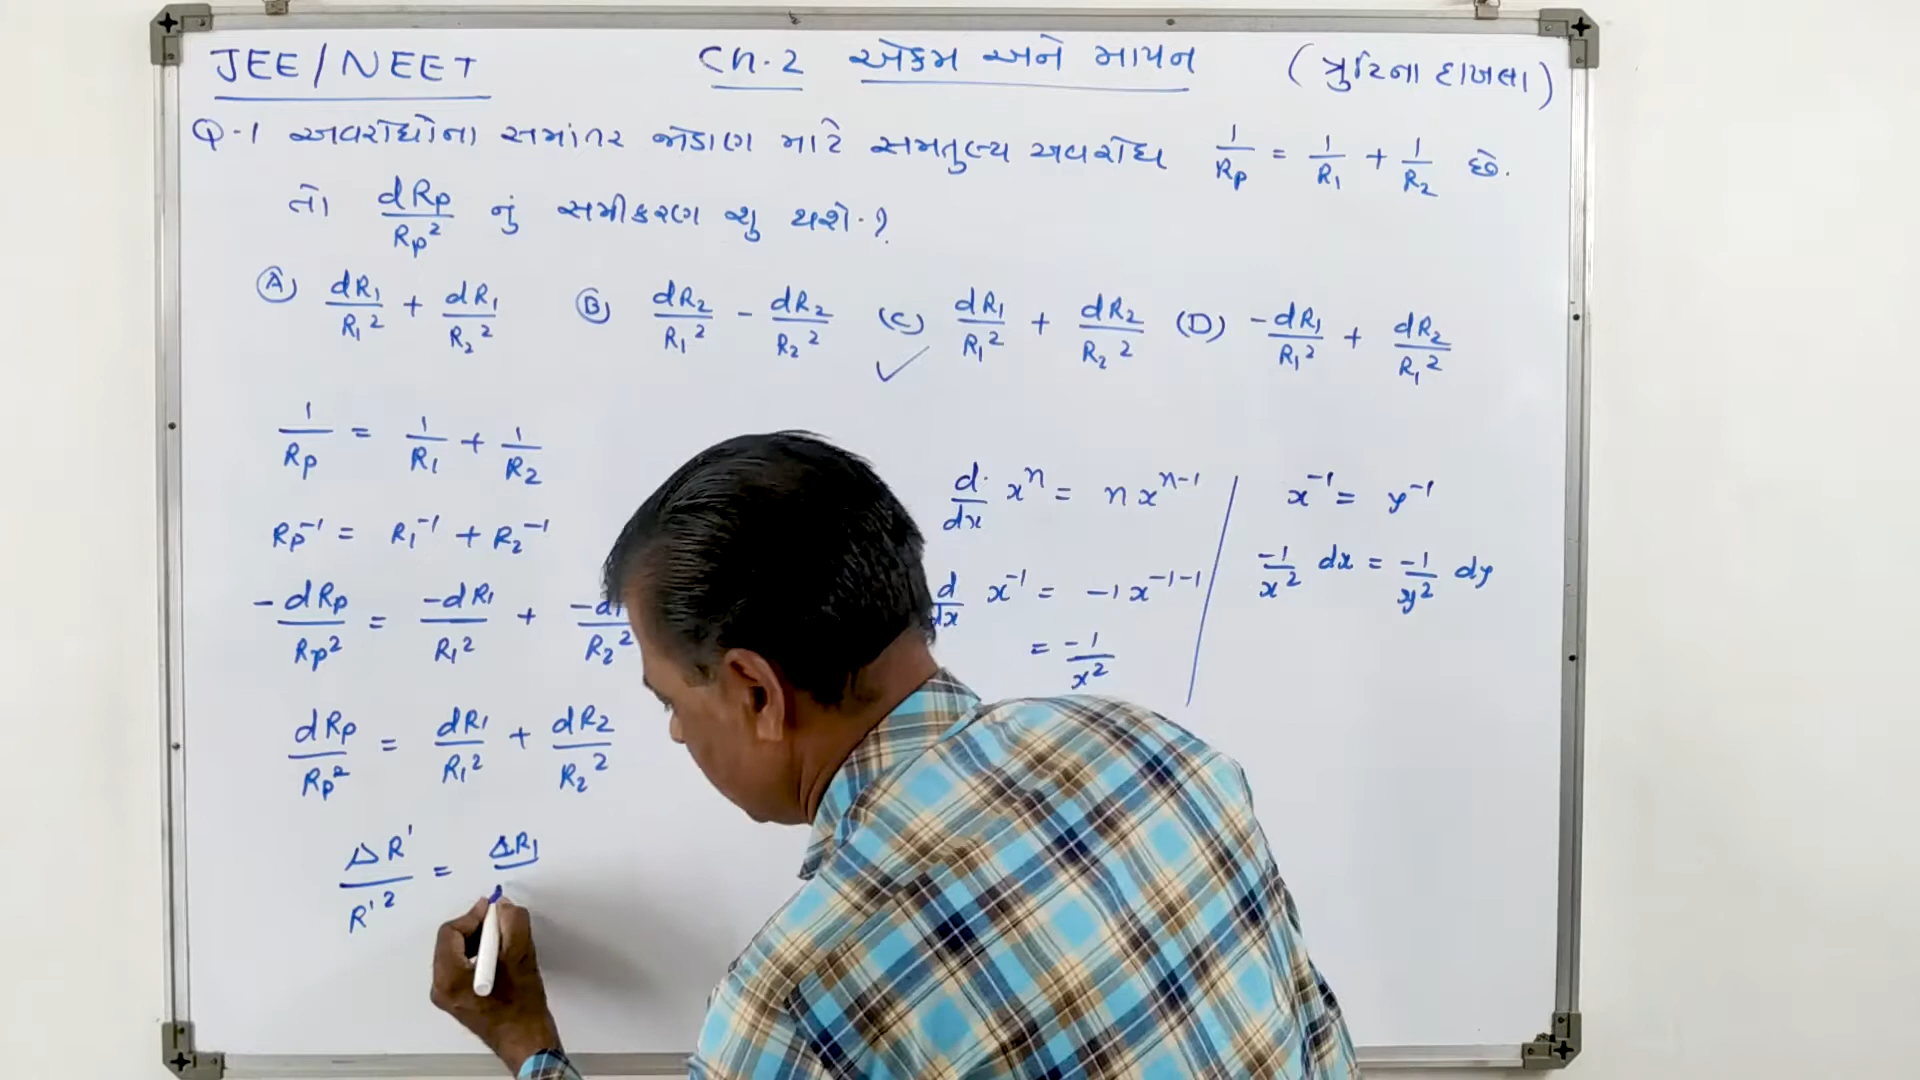 JEE/NEET Ch.2 એકમ અને માપન (ત્રુટિના દાખલા)
Q-1 અવરોધોના સમાંતર જોડાણ માટે સમતુલ્ય અવરોધ 1/Rp = 1/R₁ + 1/R₂ છે.
તો dRp/Rp² નું સમીકરણ શુ થશે.?
(A) dR₁/R₁² + dR₁/R₂² (B) dR₂/R₁² - dR₂/R₂² (C) dR₁/R₁² + dR₂/R₂² (D) -dR₁/R₁² + dR₂/R₁²
1/Rp = 1/R₁ + 1/R₂
Rp⁻¹ = R₁⁻¹ + R₂⁻¹
-dRp/Rp² = -dR₁/R₁² + /R₂²
dRp/Rp² = dR₁/R₁² + dR₂/R₂²
ΔR'/R'² = ΔR₁
d/dx xⁿ = n xⁿ⁻¹
d/dx x⁻¹ = -1 x⁻¹⁻¹
= -1/x²
x⁻¹ = y⁻¹
-1/x² dx = -1/y² dy